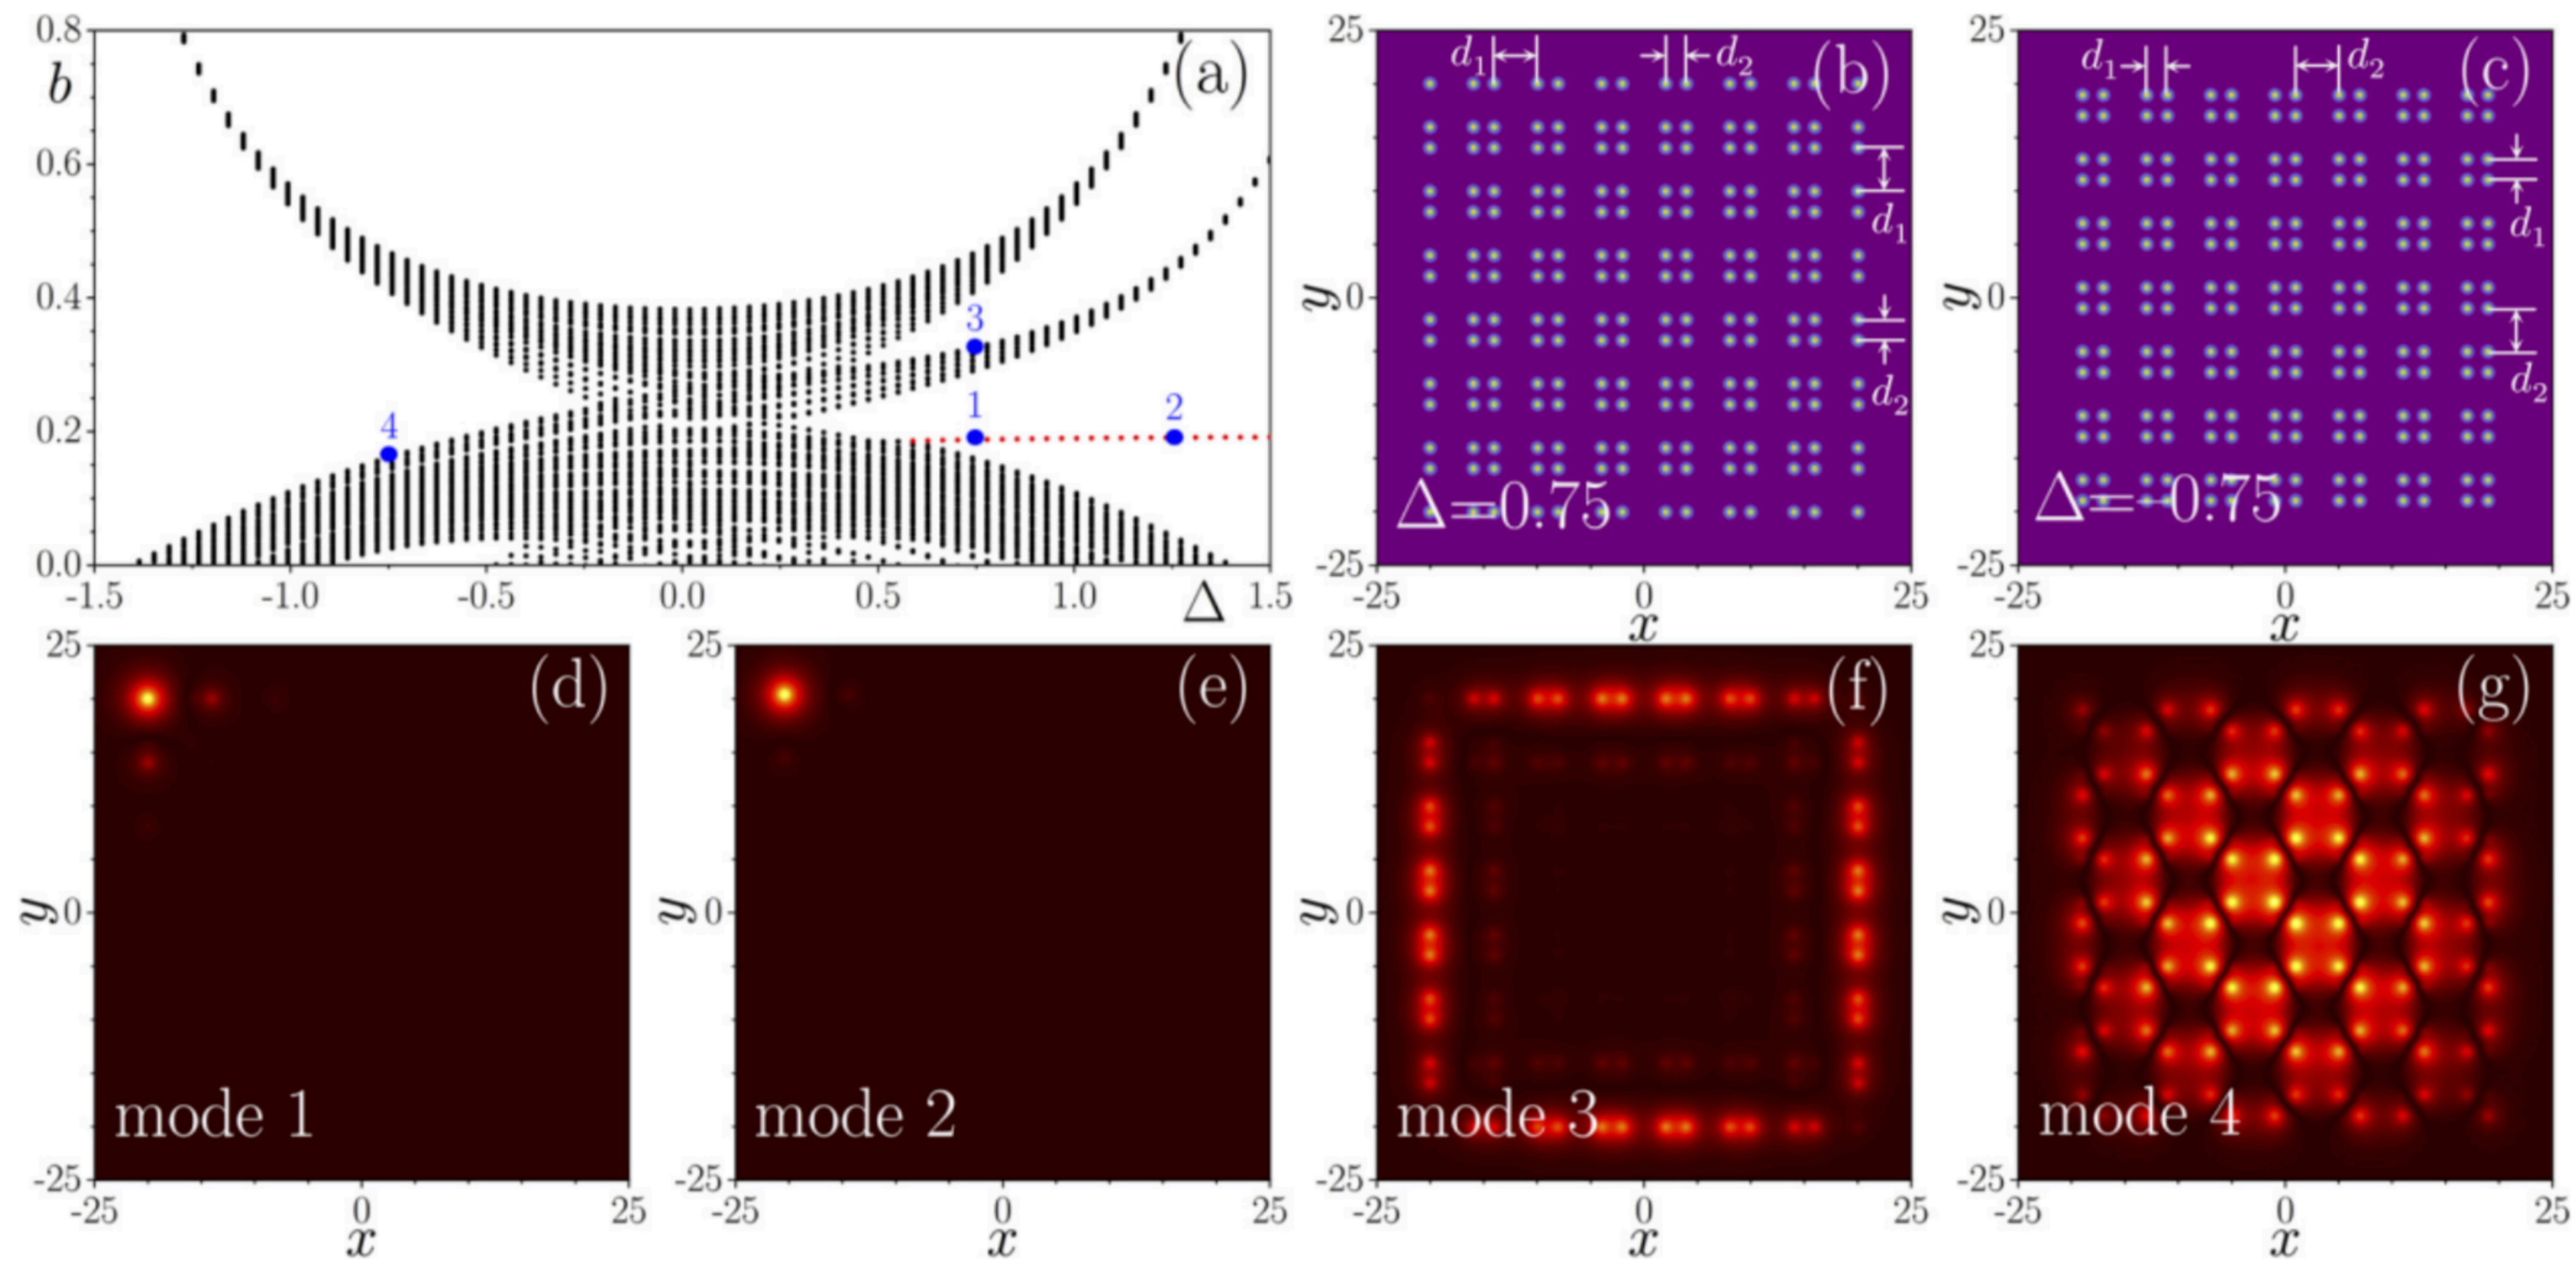 0.8
b
0.6
0.4
0.2
0.0
-1.5
-1.0
-0.5
0.0
0.5
1.0
Δ
1.5
(a)
1
2
3
4
25
y
0
-25
-25
0
25
x
d₁
d₂
(b)
d₁
d₂
Δ=0.75
25
y
0
-25
-25
0
25
x
d₁
d₂
(c)
d₁
d₂
Δ=-0.75
25
y
0
-25
-25
0
25
x
(d)
mode 1
25
y
0
-25
-25
0
25
x
(e)
mode 2
25
y
0
-25
-25
0
25
x
(f)
mode 3
25
y
0
-25
-25
0
25
x
(g)
mode 4